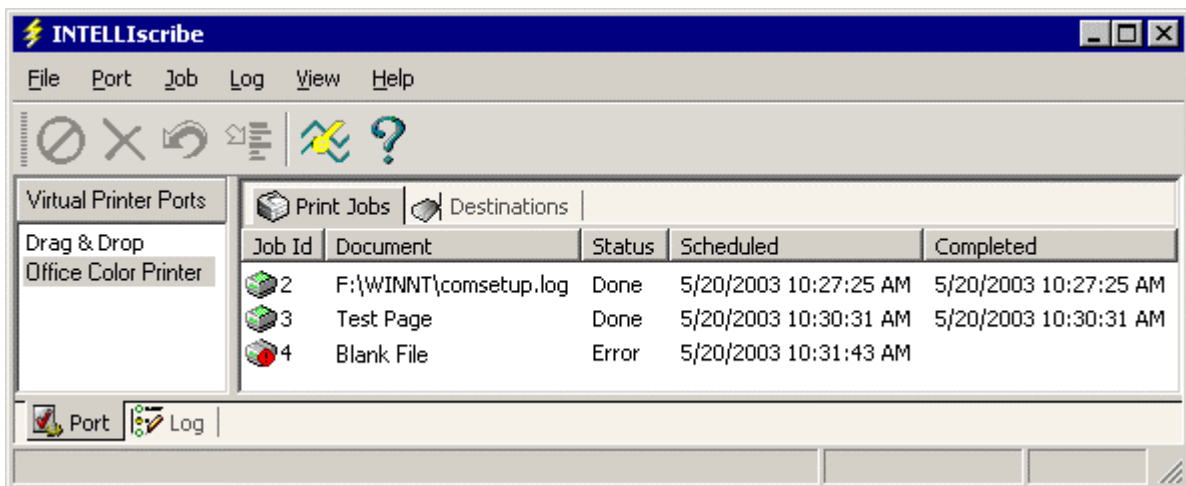 INTELLIscribe
File Port Job Log View Help
Virtual Printer Ports
Drag & Drop
Office Color Printer
Print Jobs Destinations
Job Id Document Status Scheduled Completed
2 F:\WINNT\comsetup.log Done 5/20/2003 10:27:25 AM 5/20/2003 10:27:25 AM
3 Test Page Done 5/20/2003 10:30:31 AM 5/20/2003 10:30:31 AM
4 Blank File Error 5/20/2003 10:31:43 AM
Port Log